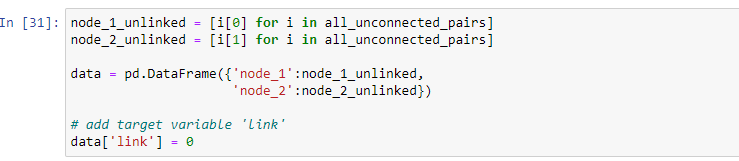 In [31]: node_1_unlinked = [i[0] for i in all_unconnected_pairs]
node_2_unlinked = [i[1] for i in all_unconnected_pairs]
data = pd.DataFrame({'node_1':node_1_unlinked,
'node_2':node_2_unlinked})
# add target variable 'link'
data['link'] = 0